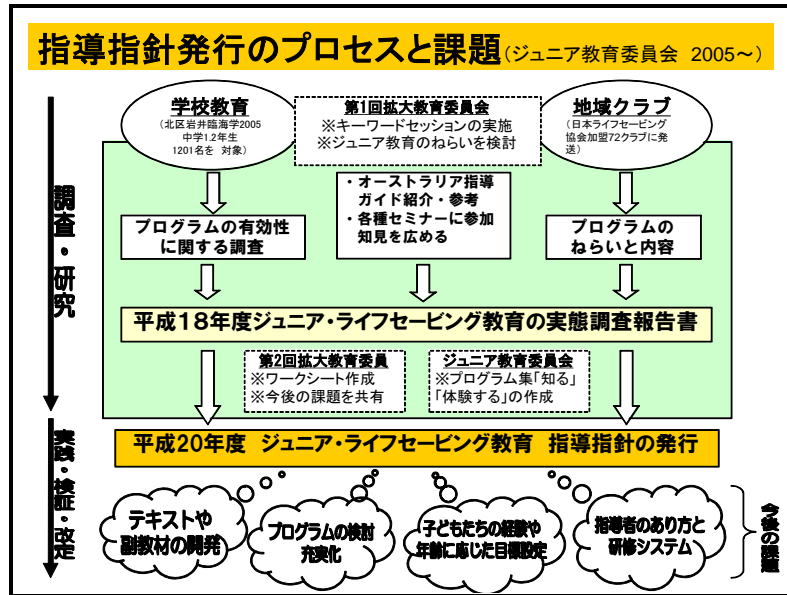 指導指針発行のプロセスと課題(ジュニア教育委員会 2005~)
調査・研究
学校教育
(北区岩井臨海学2005
中学1.2年生
1201名を 対象)
第1回拡大教育委員会
※キーワードセッションの実施
※ジュニア教育のねらいを検討
地域クラブ
(日本ライフセービング
協会加盟72クラブに発
送)
プログラムの有効性
に関する調査
・オーストラリア指導
ガイド紹介・参考
・各種セミナーに参加
知見を広める
プログラムの
ねらいと内容
平成18年度ジュニア・ライフセービング教育の実態調査報告書
第2回拡大教育委員
※ワークシート作成
※今後の課題を共有
ジュニア教育委員会
※プログラム集「知る」
「体験する」の作成
実践・検証・改定
平成20年度 ジュニア・ライフセービング教育 指導指針の発行
テキストや
副教材の開発
プログラムの検討
充実化
子どもたちの経験や
年齢に応じた目標設定
指導者のあり方と
研修システム
今後の課題